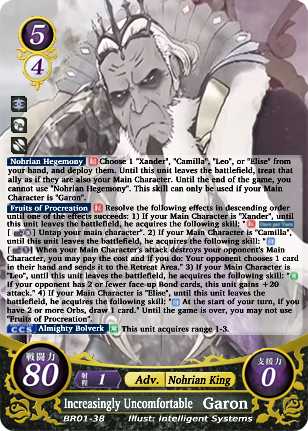 5
4
Nohrian Hegemony 起 Choose 1 "Xander", "Camilla", "Leo", or "Elise" from
your hand, and deploy them. Until this unit leaves the battlefield, treat that
ally as if they are also your Main Character. Until the end of the game, you
cannot use "Nohrian Hegemony". This skill can only be used if your Main
Character is "Garon".
Fruits of Procreation 起 Resolve the following effects in descending order
until one of the effects succeeds: 1) If your Main Character is "Xander", until
this unit leaves the battlefield, he acquires the following skill: "
Untap your main Character". 2) If your Main Character is "Camilla",
until this unit leaves the battlefield, he acquires the following skill: "
When your Main Character's attack destroys your opponent's Main
Character, you may pay the cost and if you do: Your opponent chooses 1 card
in their hand and sends it to the Retreat Area." 3) If your Main Character is
"Leo", until this unit leaves the battlefield, he acquires the following skill: "
If your opponent has 2 or fewer face-up Bond cards, this unit gains +20
attack." 4) If your Main Character is "Elise", until this unit leaves the
battlefield, he acquires the following skill: " At the start of your turn, if you
have 2 or more Orbs, draw 1 card." Until the game is over, you may not use
"Fruits of Procreation".
CCS Almighty Bolverk 常 This unit acquires range 1-3.
戦闘力
80
射程 1
Adv. Nohrian King
支援力
0
Increasingly Uncomfortable Garon
BR01-38 Illust: Intelligent Systems